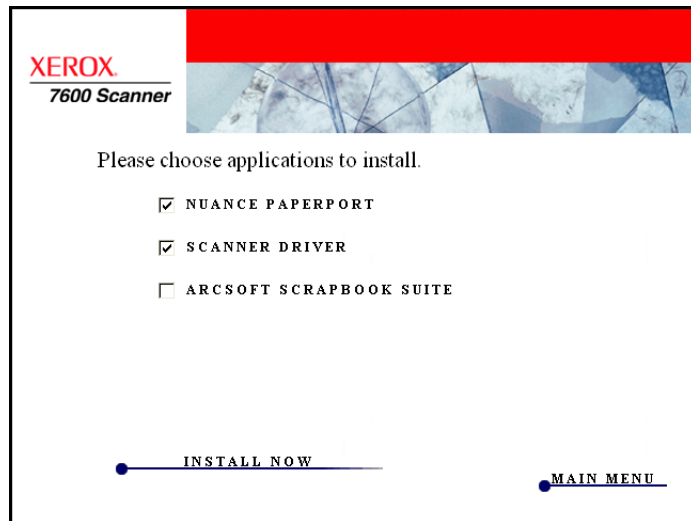 XEROX.
7600 Scanner
Please choose applications to install.
NUANCE PAPERPORT
SCANNER DRIVER
ARCSOFT SCRAPBOOK SUITE
INSTALL NOW
MAIN MENU